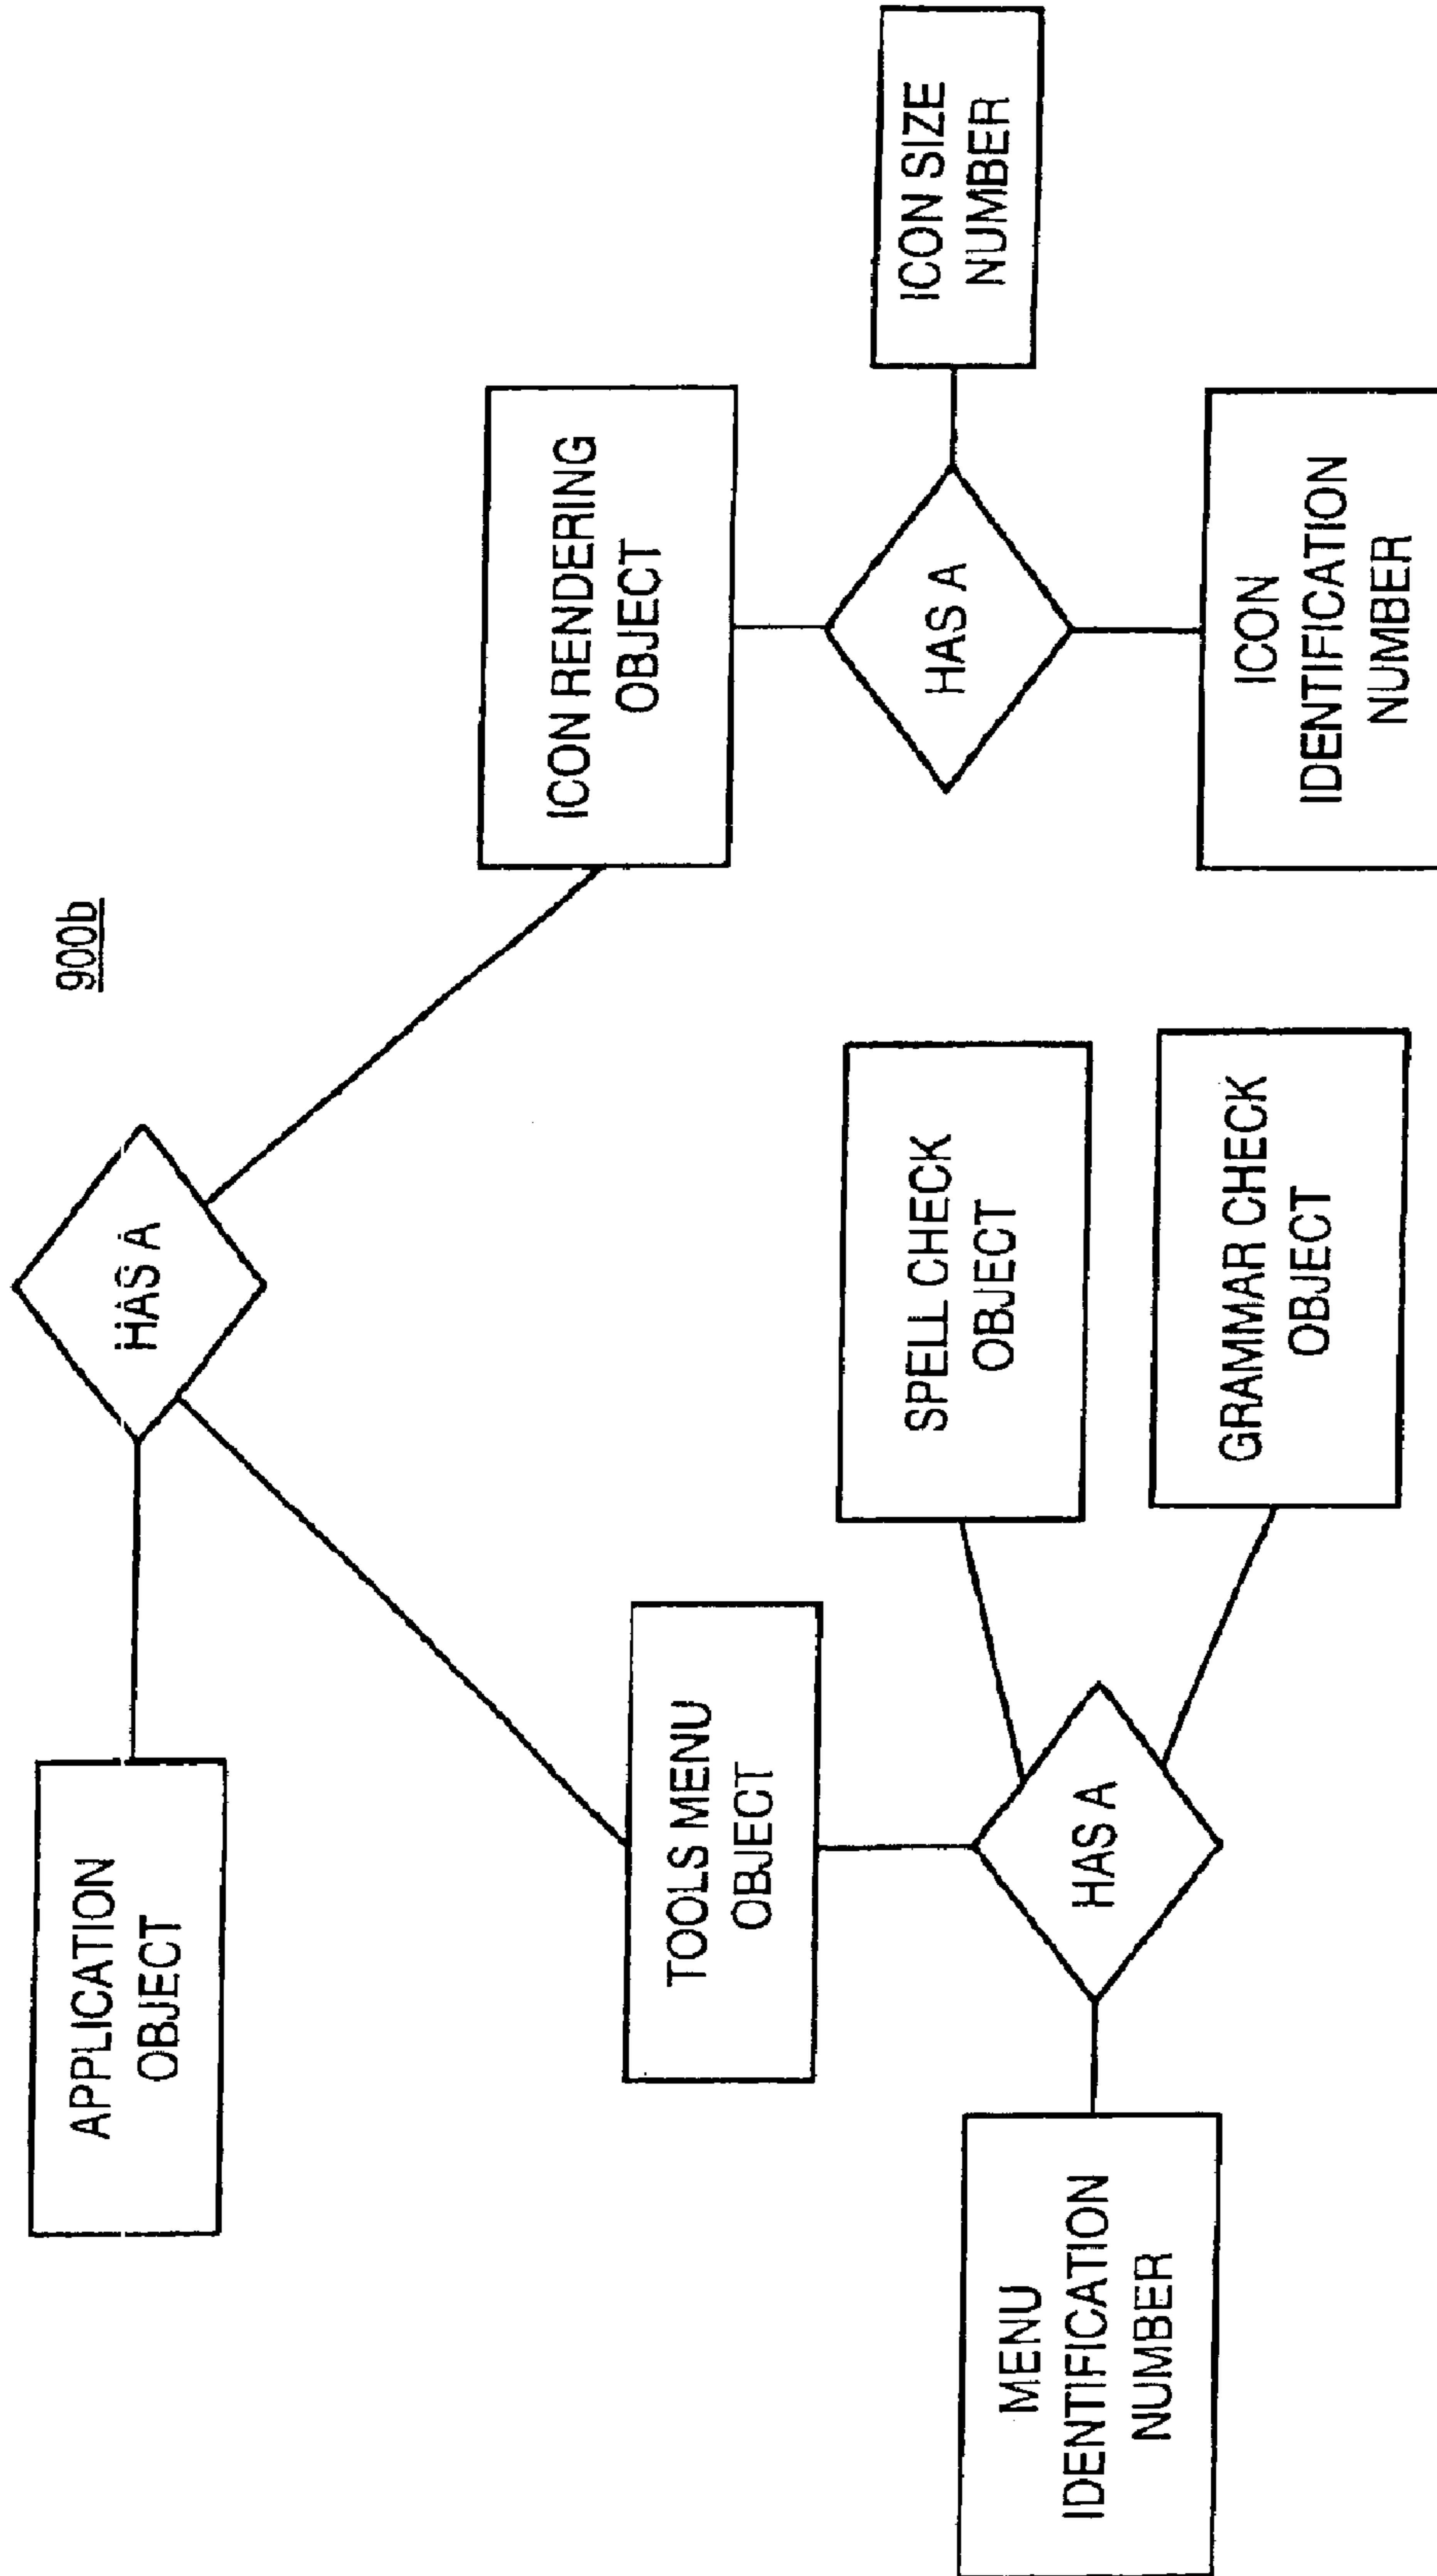 900b
APPLICATION
OBJECT
HAS A
TOOLS MENU
OBJECT
ICON RENDERING
OBJECT
MENU
IDENTIFICATION
NUMBER
HAS A
SPELL CHECK
OBJECT
GRAMMAR CHECK
OBJECT
HAS A
ICON SIZE
NUMBER
ICON
IDENTIFICATION
NUMBER